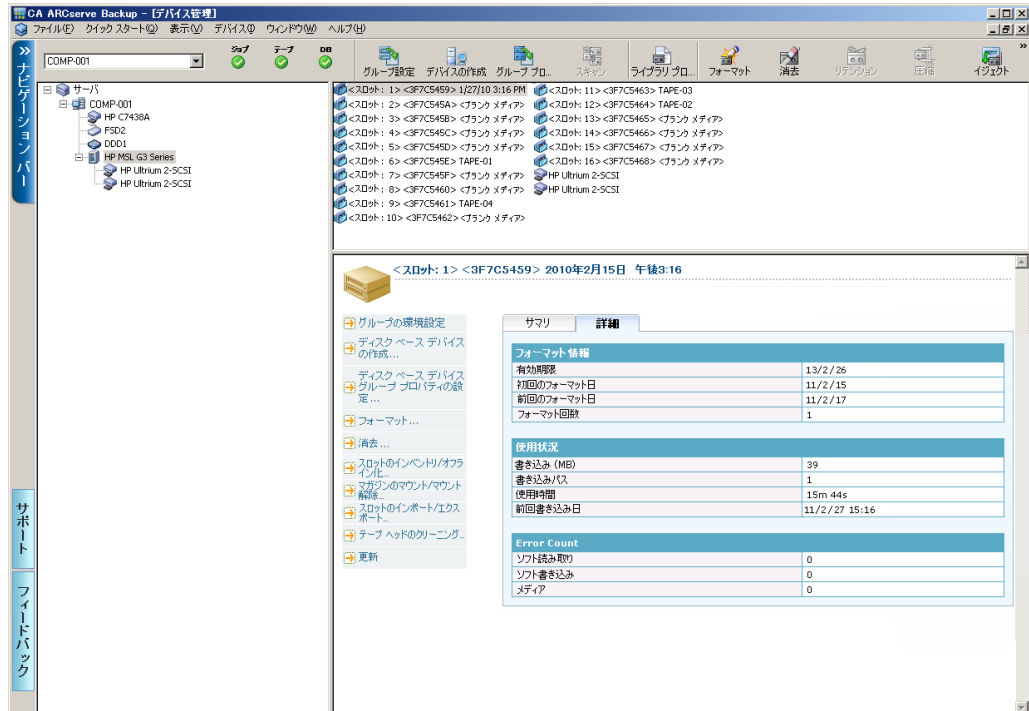 CA ARCserve Backup - [デバイス管理]
ファイル(F) クイック スタート(Q) 表示(V) デバイス(I) ウィンドウ(W) ヘルプ(H)
COMP-001
ジョブ テープ DB
グループ設定 デバイスの作成 グループ プロ... スキャン ライブラリ プロ... フォーマット 消去 リテンション 圧縮 イジェクト »
» ナビゲーション バー
サポート
フィードバック
サーバ
COMP-001
HP C7438A
FSD2
DDD1
HP MSL G3 Series
HP Ultrium 2-SCSI
HP Ultrium 2-SCSI
<スロット: 1> <3F7C5459> 1/27/10 3:16 PM
<スロット: 2> <3F7C545A> <ブランク メディア>
<スロット: 3> <3F7C545B> <ブランク メディア>
<スロット: 4> <3F7C545C> <ブランク メディア>
<スロット: 5> <3F7C545D> <ブランク メディア>
<スロット: 6> <3F7C545E> TAPE-01
<スロット: 7> <3F7C545F> <ブランク メディア>
<スロット: 8> <3F7C5460> <ブランク メディア>
<スロット: 9> <3F7C5461> TAPE-04
<スロット: 10> <3F7C5462> <ブランク メディア>
<スロット: 11> <3F7C5463> TAPE-03
<スロット: 12> <3F7C5464> TAPE-02
<スロット: 13> <3F7C5465> <ブランク メディア>
<スロット: 14> <3F7C5466> <ブランク メディア>
<スロット: 15> <3F7C5467> <ブランク メディア>
<スロット: 16> <3F7C5468> <ブランク メディア>
HP Ultrium 2-SCSI
HP Ultrium 2-SCSI
<スロット: 1> <3F7C5459> 2010年2月15日 午後3:16
グループの環境設定
ディスク ベース デバイス
の作成...
ディスク ベース デバイス
グループ プロパティの設
定...
フォーマット...
消去...
スロットのインベントリ/オフラ
イン化...
マガジンのマウント/マウント
解除...
スロットのインポート/エクス
ポート...
テープ ヘッドのクリーニング...
更新
サマリ 詳細
フォーマット情報
有効期限 13/2/26
初回のフォーマット日 11/2/15
前回のフォーマット日 11/2/17
フォーマット回数 1
使用状況
書き込み (MB) 39
書き込みパス 1
使用時間 15m 44s
前回書き込み日 11/2/27 15:16
Error Count
ソフト読み取り 0
ソフト書き込み 0
メディア 0